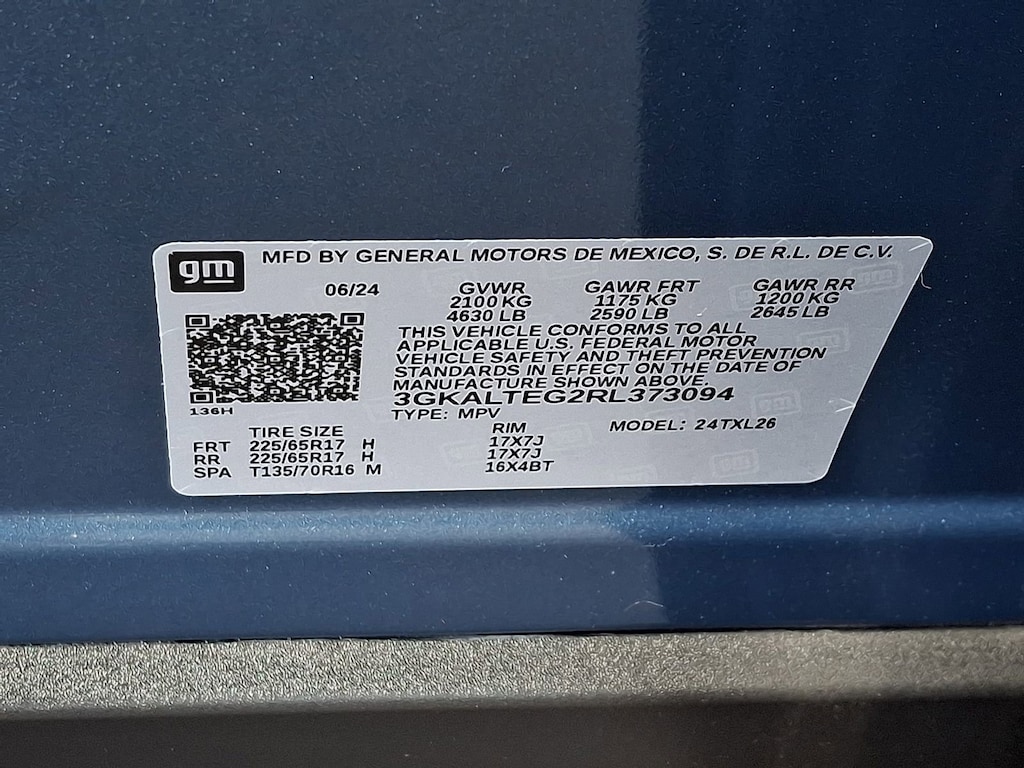 gm MFD BY GENERAL MOTORS DE MEXICO, S. DE R.L. DE C.V.
06/24 GVWR GAWR FRT GAWR RR
2100 KG 1175 KG 1200 KG
4630 LB 2590 LB 2645 LB
THIS VEHICLE CONFORMS TO ALL
APPLICABLE U.S. FEDERAL MOTOR
VEHICLE SAFETY AND THEFT PREVENTION
STANDARDS IN EFFECT ON THE DATE OF
MANUFACTURE SHOWN ABOVE.
3GKALTEG2RL373094
136H TYPE: MPV MODEL: 24TXL26
TIRE SIZE RIM
FRT 225/65R17 H 17X7J
RR 225/65R17 H 17X7J
SPA T135/70R16 M 16X4BT